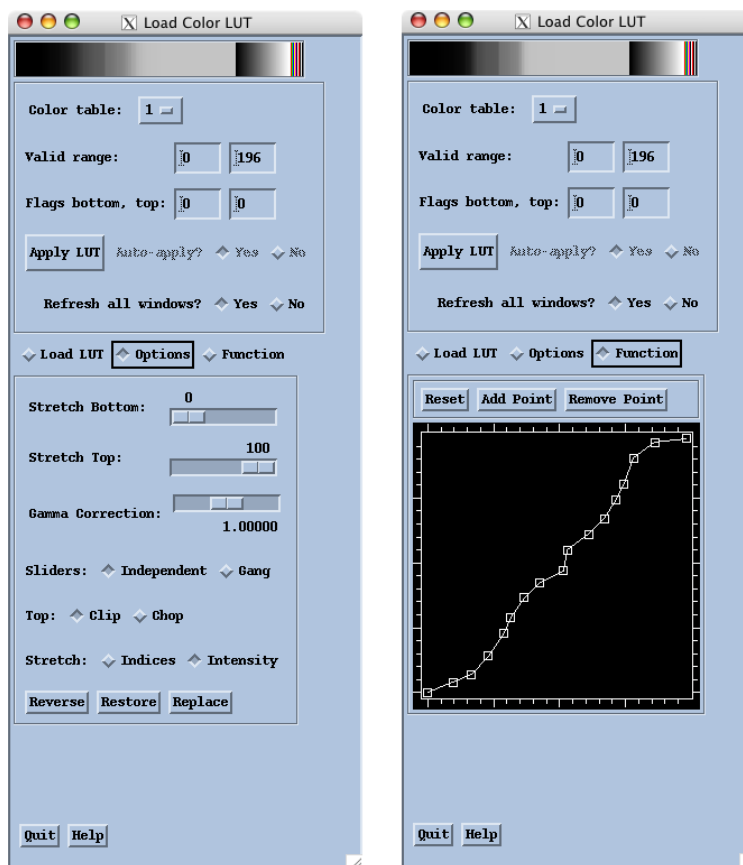 Load Color LUT
Color table: 1
Valid range: 0 196
Flags bottom, top: 0 0
Apply LUT Auto-apply? Yes No
Refresh all windows? Yes No
Load LUT Options Function
Stretch Bottom: 0
Stretch Top: 100
Gamma Correction: 1.00000
Sliders: Independent Gang
Top: Clip Chop
Stretch: Indices Intensity
Reverse Restore Replace
Quit Help
Load Color LUT
Color table: 1
Valid range: 0 196
Flags bottom, top: 0 0
Apply LUT Auto-apply? Yes No
Refresh all windows? Yes No
Load LUT Options Function
Reset Add Point Remove Point
Quit Help